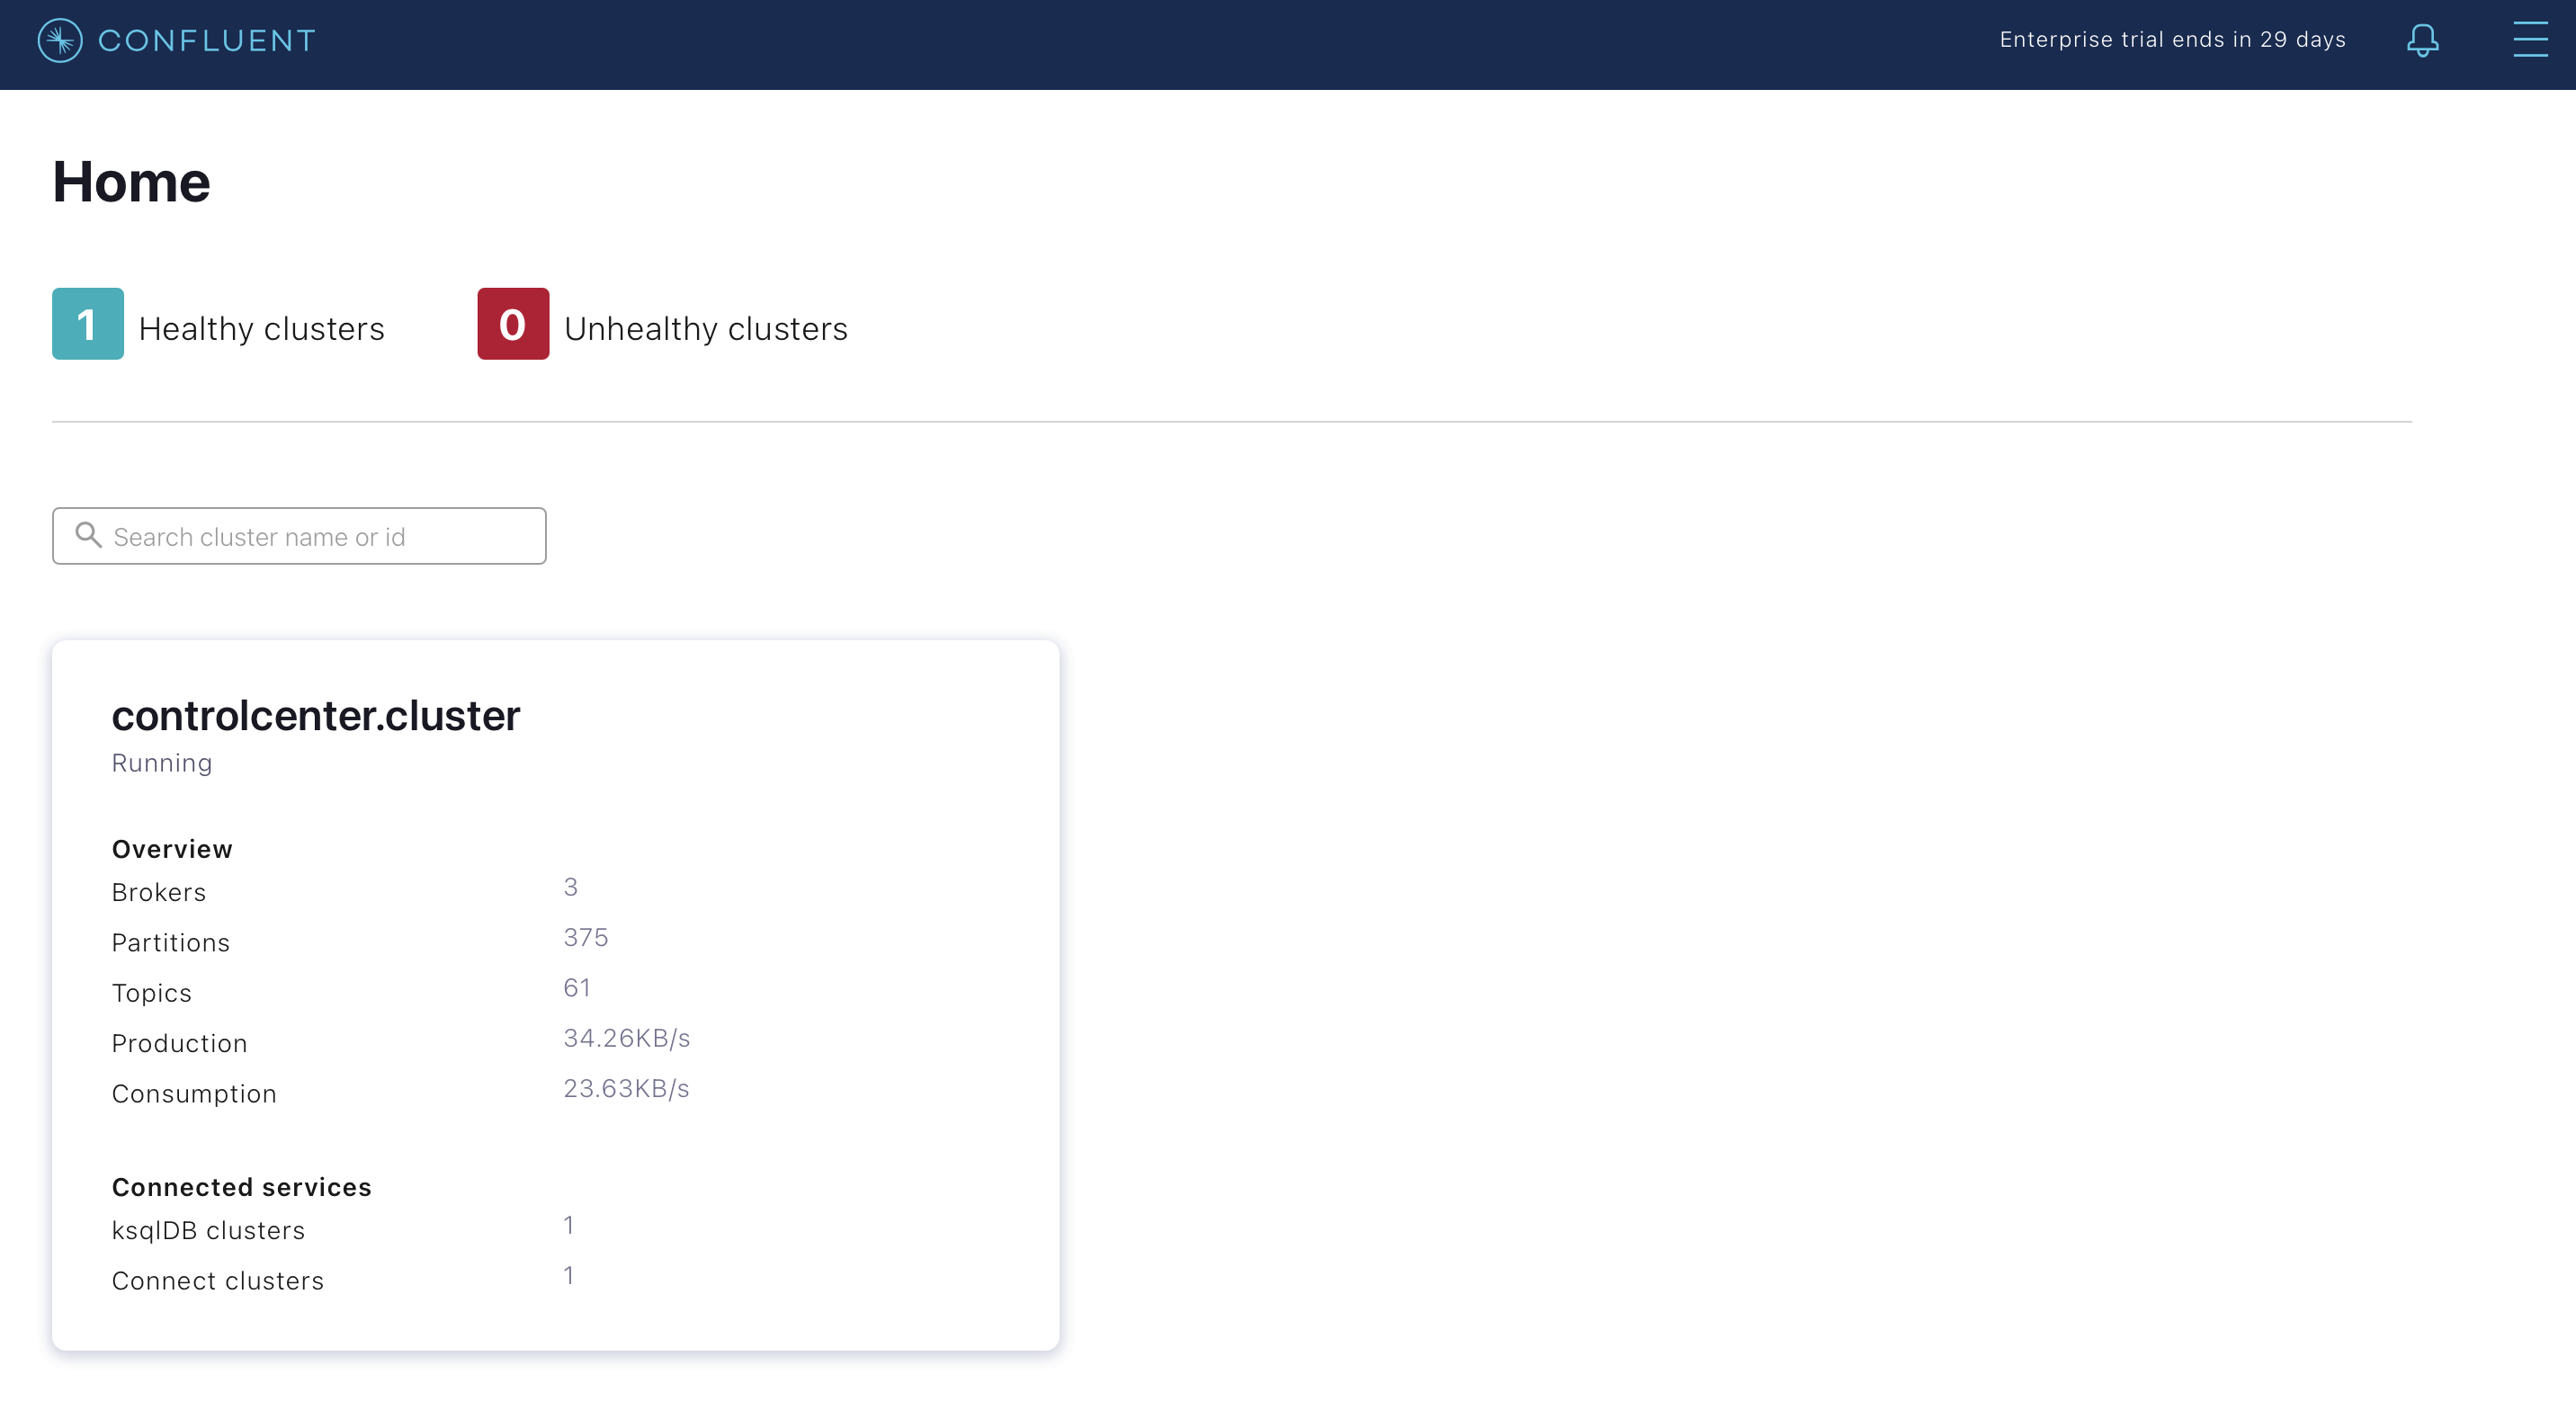 CONFLUENT
Enterprise trial ends in 29 days
Home
1 Healthy clusters
0 Unhealthy clusters
Search cluster name or id
controlcenter.cluster
Running
Overview
Brokers 3
Partitions 375
Topics 61
Production 34.26KB/s
Consumption 23.63KB/s
Connected services
ksqlDB clusters 1
Connect clusters 1